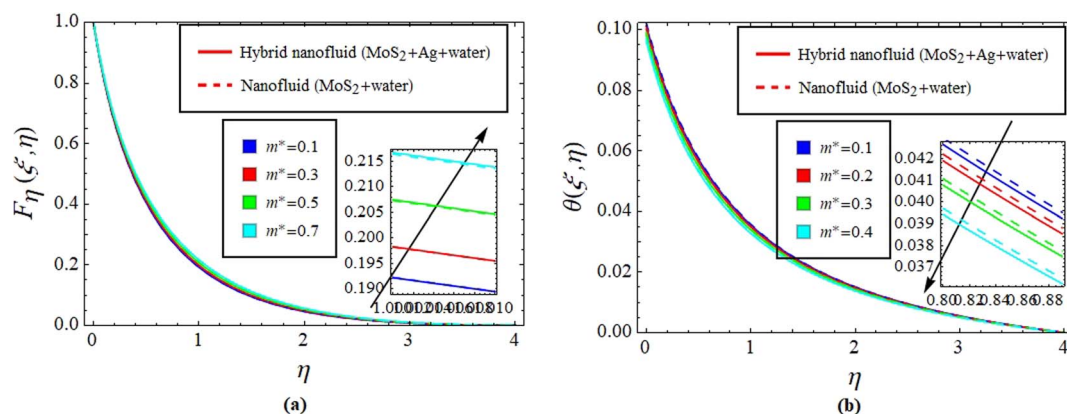 (a)
Hybrid nanofluid (MoS2+Ag+water)
Nanofluid (MoS2+water)
m*=0.1
m*=0.3
m*=0.5
m*=0.7
Fη(ξ,η)
1.0
0.8
0.6
0.4
0.2
0.0
0.215
0.210
0.205
0.200
0.195
0.190
0 1 2 3 4
η
(a)
(b)
Hybrid nanofluid (MoS2+Ag+water)
Nanofluid (MoS2+water)
m*=0.1
m*=0.2
m*=0.3
m*=0.4
θ(ξ,η)
0.10
0.08
0.06
0.04
0.02
0.00
0.042
0.041
0.040
0.039
0.038
0.037
0.80 0.82 0.84 0.86 0.88
0 1 2 3 4
η
(b)